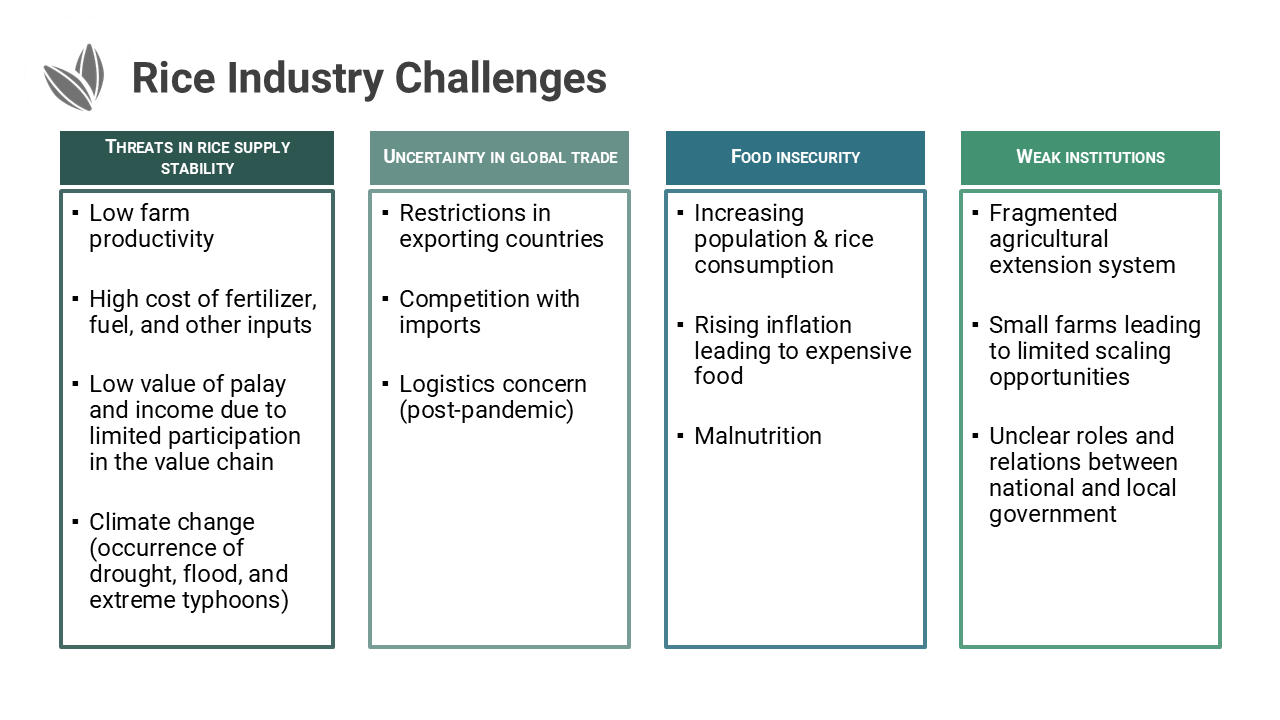 Rice Industry Challenges
THREATS IN RICE SUPPLY
STABILITY
▪ Low farm
productivity
▪ High cost of fertilizer,
fuel, and other inputs
▪ Low value of palay
and income due to
limited participation
in the value chain
▪ Climate change
(occurrence of
drought, flood, and
extreme typhoons)
UNCERTAINTY IN GLOBAL TRADE
▪ Restrictions in
exporting countries
▪ Competition with
imports
▪ Logistics concern
(post-pandemic)
FOOD INSECURITY
▪ Increasing
population & rice
consumption
▪ Rising inflation
leading to expensive
food
▪ Malnutrition
WEAK INSTITUTIONS
▪ Fragmented
agricultural
extension system
▪ Small farms leading
to limited scaling
opportunities
▪ Unclear roles and
relations between
national and local
government